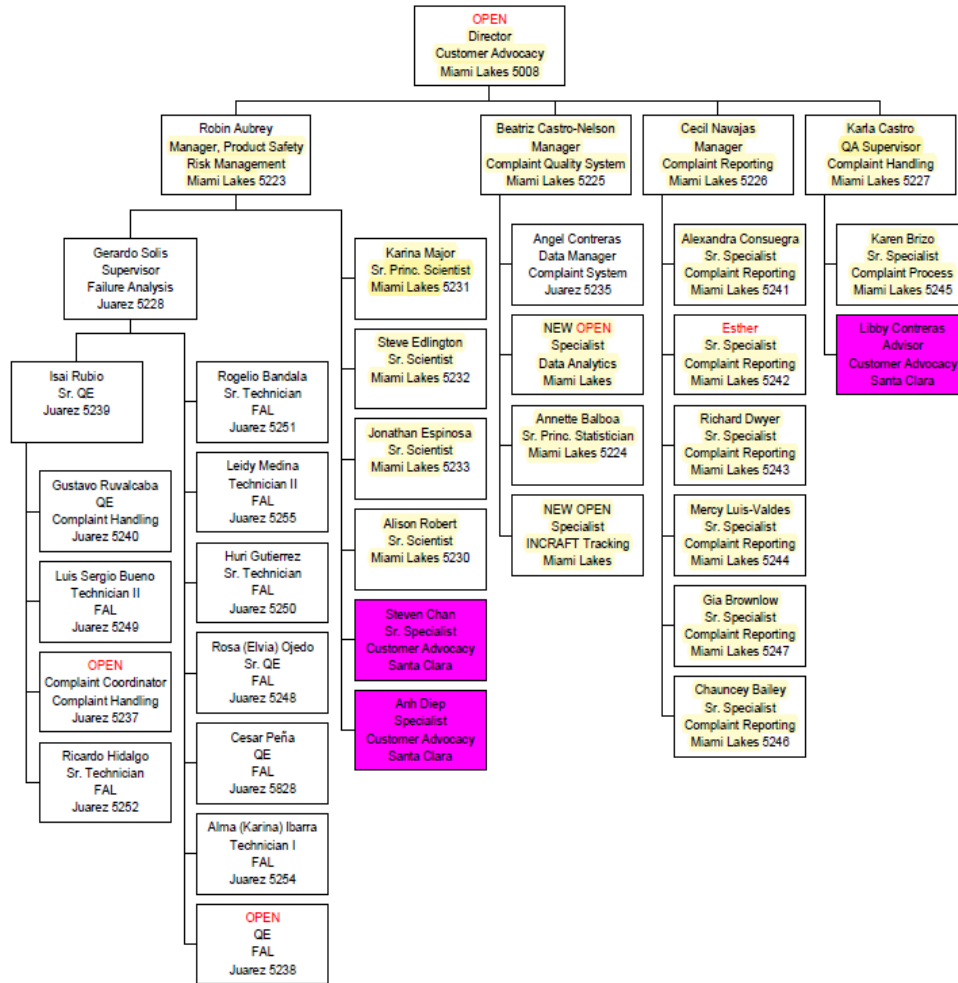 OPEN
Director
Customer Advocacy
Miami Lakes 5008
Robin Aubrey
Manager, Product Safety
Risk Management
Miami Lakes 5223
Beatriz Castro-Nelson
Manager
Complaint Quality System
Miami Lakes 5225
Cecil Navajas
Manager
Complaint Reporting
Miami Lakes 5226
Karla Castro
QA Supervisor
Complaint Handling
Miami Lakes 5227
Gerardo Solis
Supervisor
Failure Analysis
Juarez 5228
Isai Rubio
Sr. QE
Juarez 5239
Gustavo Ruvalcaba
QE
Complaint Handling
Juarez 5240
Luis Sergio Bueno
Technician II
FAL
Juarez 5249
OPEN
Complaint Coordinator
Complaint Handling
Juarez 5237
Ricardo Hidalgo
Sr. Technician
FAL
Juarez 5252
Rogelio Bandala
Sr. Technician
FAL
Juarez 5251
Leidy Medina
Technician II
FAL
Juarez 5255
Huri Gutierrez
Sr. Technician
FAL
Juarez 5250
Rosa (Elvia) Ojedo
Sr. QE
FAL
Juarez 5248
Cesar Peña
QE
FAL
Juarez 5828
Alma (Karina) Ibarra
Technician I
FAL
Juarez 5254
OPEN
QE
FAL
Juarez 5238
Karina Major
Sr. Princ. Scientist
Miami Lakes 5231
Steve Edlington
Sr. Scientist
Miami Lakes 5232
Jonathan Espinosa
Sr. Scientist
Miami Lakes 5233
Alison Robert
Sr. Scientist
Miami Lakes 5230
Steven Chan
Sr. Specialist
Customer Advocacy
Santa Clara
Anh Diep
Specialist
Customer Advocacy
Santa Clara
Angel Contreras
Data Manager
Complaint System
Juarez 5235
NEW OPEN
Specialist
Data Analytics
Miami Lakes
Annette Balboa
Sr. Princ. Statistician
Miami Lakes 5224
NEW OPEN
Specialist
INCRAFT Tracking
Miami Lakes
Alexandra Consuegra
Sr. Specialist
Complaint Reporting
Miami Lakes 5241
Esther
Sr. Specialist
Complaint Reporting
Miami Lakes 5242
Richard Dwyer
Sr. Specialist
Complaint Reporting
Miami Lakes 5243
Mercy Luis-Valdes
Sr. Specialist
Complaint Reporting
Miami Lakes 5244
Gia Brownlow
Sr. Specialist
Complaint Reporting
Miami Lakes 5247
Chauncey Bailey
Sr. Specialist
Complaint Reporting
Miami Lakes 5246
Karen Brizo
Sr. Specialist
Complaint Process
Miami Lakes 5245
Libby Contreras
Advisor
Customer Advocacy
Santa Clara